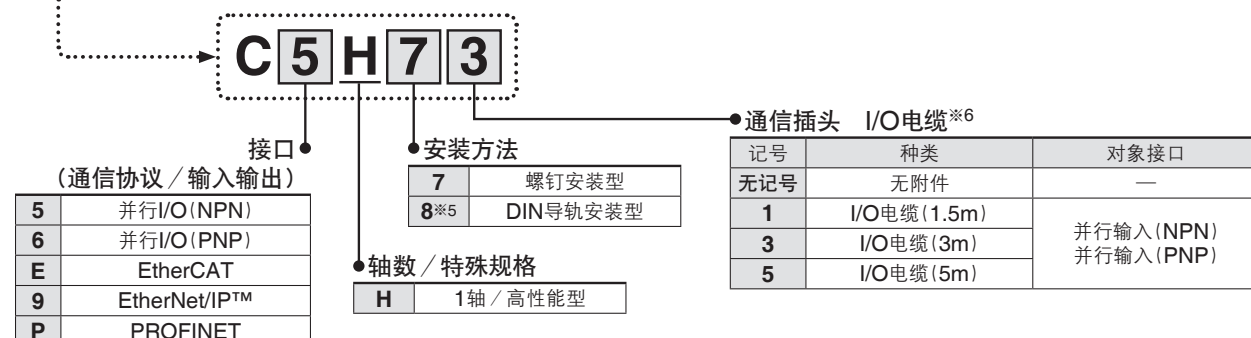 C5H73
接口
(通信协议／输入输出)
5 并行I/O(NPN)
6 并行I/O(PNP)
E EtherCAT
9 EtherNet/IP™
P PROFINET
安装方法
7 螺钉安装型
8※5 DIN导轨安装型
轴数／特殊规格
H 1轴／高性能型
通信插头 I/O电缆※6
记号 种类 对象接口
无记号 无附件 —
1 I/O电缆(1.5m)
3 I/O电缆(3m)
5 I/O电缆(5m)
并行输入(NPN)
并行输入(PNP)